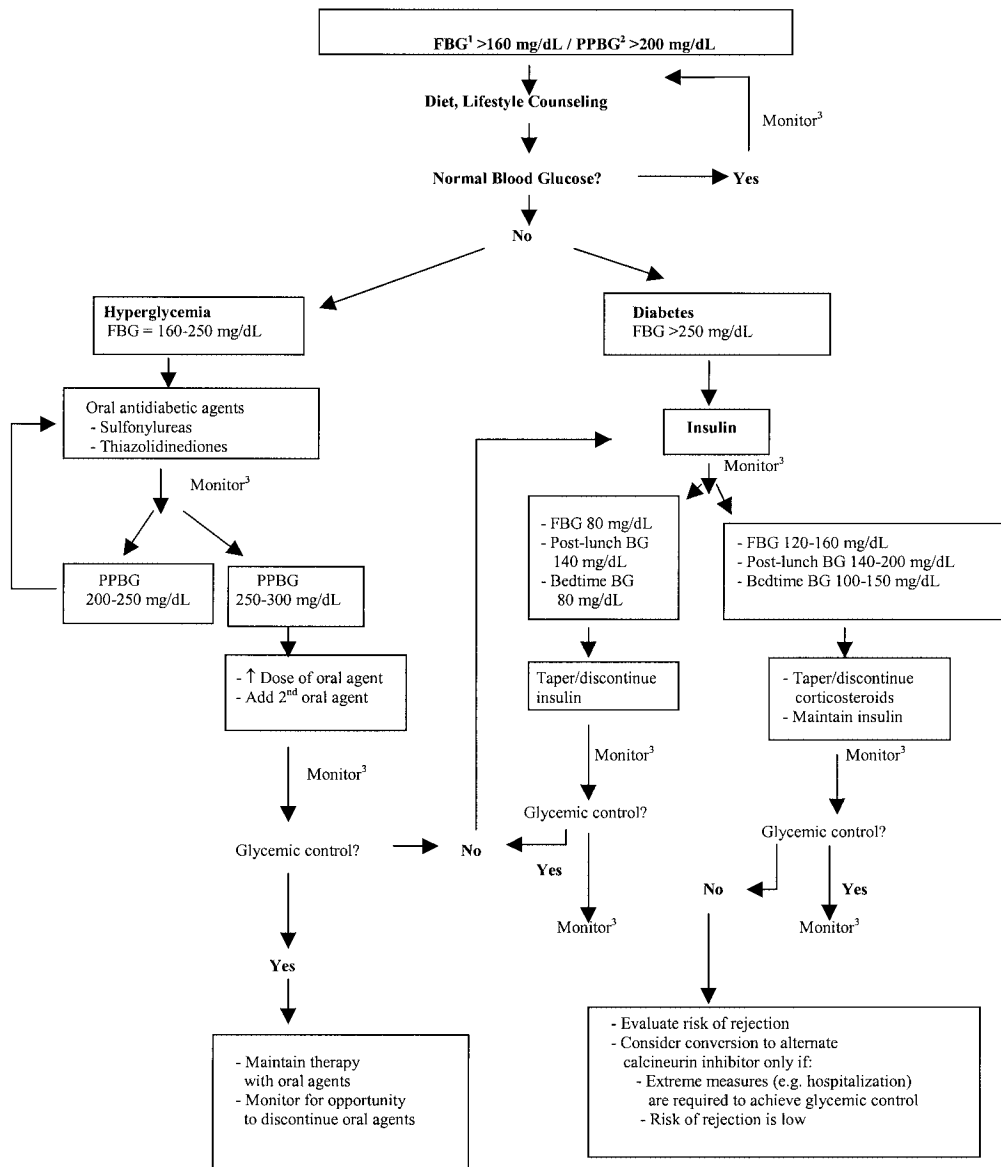 FBG¹ >160 mg/dL / PPBG² >200 mg/dL
Diet, Lifestyle Counseling
Monitor³
Normal Blood Glucose?
Yes
No
Hyperglycemia
FBG = 160-250 mg/dL
Diabetes
FBG >250 mg/dL
Oral antidiabetic agents
- Sulfonylureas
- Thiazolidinediones
Insulin
Monitor³
Monitor³
PPBG
200-250 mg/dL
PPBG
250-300 mg/dL
- FBG 80 mg/dL
- Post-lunch BG
140 mg/dL
- Bedtime BG
80 mg/dL
- FBG 120-160 mg/dL
- Post-lunch BG 140-200 mg/dL
- Bedtime BG 100-150 mg/dL
- ↑ Dose of oral agent
- Add 2nd oral agent
Taper/discontinue
insulin
- Taper/discontinue
corticosteroids
- Maintain insulin
Monitor³
Monitor³
Monitor³
Glycemic control?
No
Glycemic control?
Yes
Monitor³
Glycemic control?
No
Yes
Monitor³
Yes
- Maintain therapy
with oral agents
- Monitor for opportunity
to discontinue oral agents
- Evaluate risk of rejection
- Consider conversion to alternate
calcineurin inhibitor only if:
- Extreme measures (e.g. hospitalization)
are required to achieve glycemic control
- Risk of rejection is low